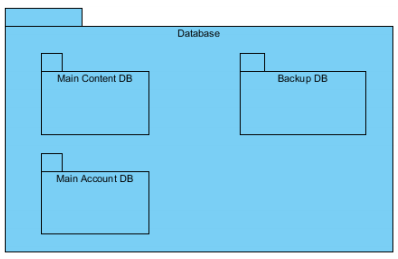 Database
Main Content DB
Backup DB
Main Account DB